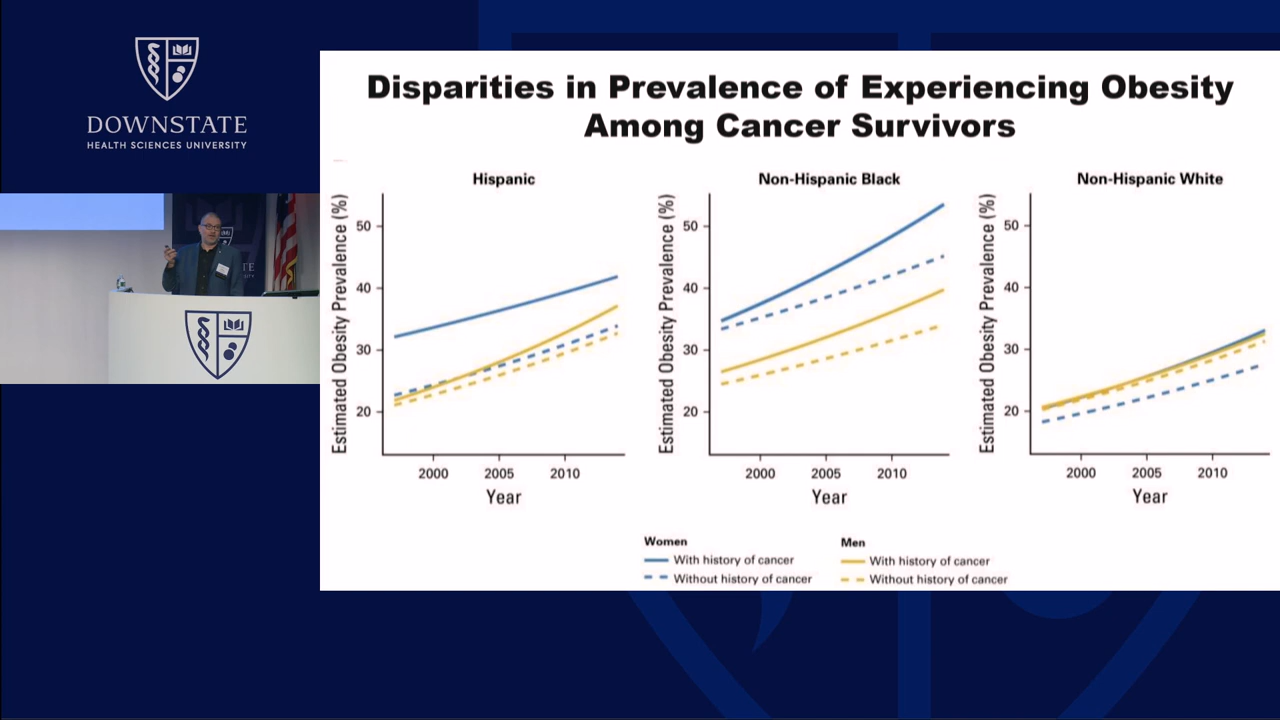 DOWNSTATE
HEALTH SCIENCES UNIVERSITY
Disparities in Prevalence of Experiencing Obesity
Among Cancer Survivors
Hispanic
Estimated Obesity Prevalence (%)
50
40
30
20
2000 2005 2010
Year
Non-Hispanic Black
Estimated Obesity Prevalence (%)
50
40
30
20
2000 2005 2010
Year
Non-Hispanic White
Estimated Obesity Prevalence (%)
50
40
30
20
2000 2005 2010
Year
Women
With history of cancer
Without history of cancer
Men
With history of cancer
Without history of cancer